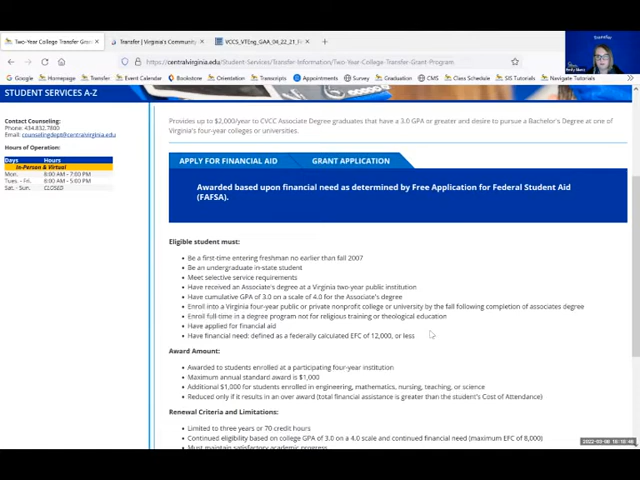 Two-Year College Transfer Grant
Transfer | Virginia's Community
VCCS_VTEng_GAA_04_22_21_F
https://centralvirginia.edu/Student-Services/Transfer-Information/Two-Year-College-Transfer-Grant-Program
Google
Home
Transfer
Event Calendar
Bookstore
Orientation
Transcripts
Appointments
Survey
Graduation
CMS
Class Schedule
SIS Tutorials
Navigate Tutorials
STUDENT SERVICES A-Z
Contact Counseling:
Phone: 434.832.7800
Email: counselingdept@centralvirginia.edu
Hours of Operation:
Days Hours
In-Person & Virtual
Mon. 8:00 AM - 7:00 PM
Tues. - Fri. 8:00 AM - 5:00 PM
Sat. - Sun. CLOSED
Provides up to $2,000/year to CVCC Associate Degree graduates that have a 3.0 GPA or greater and desire to pursue a Bachelor's Degree at one of
Virginia's four-year colleges or universities.
APPLY FOR FINANCIAL AID GRANT APPLICATION
Awarded based upon financial need as determined by Free Application for Federal Student Aid
(FAFSA).
Eligible student must:
• Be a first-time entering freshman no earlier than fall 2007
• Be an undergraduate in-state student
• Meet selective service requirements
• Have received an Associate's degree at a Virginia two-year public institution
• Have cumulative GPA of 3.0 on a scale of 4.0 for the Associate's degree
• Enroll into a Virginia four-year public or private nonprofit college or university by the fall following completion of associates degree
• Enroll full-time in a degree program not for religious training or theological education
• Have applied for financial aid
• Have financial need: defined as a federally calculated EFC of 12,000, or less
Award Amount:
• Awarded to students enrolled at a participating four-year institution
• Maximum annual standard award is $1,000
• Additional $1,000 for students enrolled in engineering, mathematics, nursing, teaching, or science
• Reduced only if it results in an over award (total financial assistance is greater than the student's Cost of Attendance)
Renewal Criteria and Limitations:
• Limited to three years or 70 credit hours
• Continued eligibility based on college GPA of 3.0 on a 4.0 scale and continued financial need (maximum EFC of 8,000)
• Must maintain satisfactory academic progress